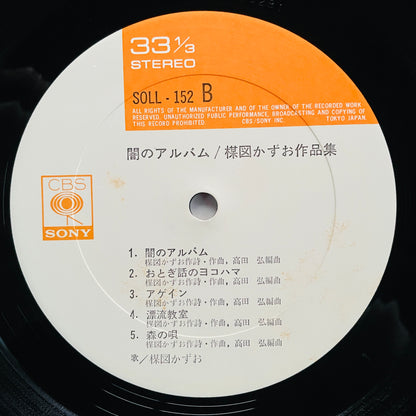 33 1/3
STEREO
SOLL - 152 B
ALL RIGHTS OF THE MANUFACTURER AND OF THE OWNER OF THE RECORDED WORK
RESERVED. UNAUTHORIZED PUBLIC PERFORMANCE, BROADCASTING AND COPYING OF
THIS RECORD PROHIBITED. CBS/SONY INC. TOKYO JAPAN.
闇のアルバム / 楳図かずお作品集
CBS
SONY
1. 闇のアルバム
楳図かずお作詩・作曲, 高田 弘編曲
2. おとぎ話のヨコハマ
楳図かずお作詩・作曲, 高田 弘編曲
3. アゲイン
楳図かずお作詩・作曲, 高田 弘編曲
4. 漂流教室
楳図かずお作詩・作曲, 高田 弘編曲
5. 森の唄
楳図かずお作詩・作曲, 高田 弘編曲
歌/楳図かずお